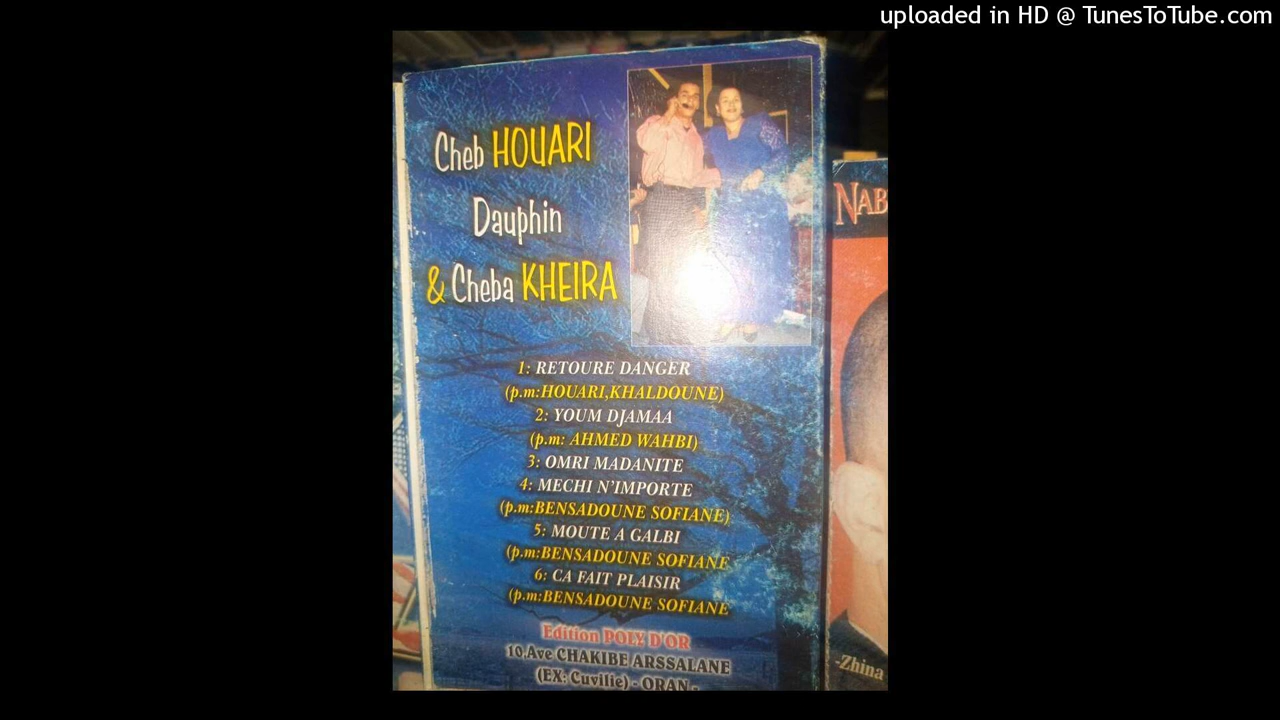 uploaded in HD @ TunesToTube.com
Cheb HOUARI
Dauphin
& Cheba KHEIRA
1: RETOURE DANGER
(p.m:HOUARI,KHALDOUNE)
2: YOUM DJAMAA
(p.m: AHMED WAHBI)
3: OMRI MADANITE
4: MECHI N'IMPORTE
(p.m:BENSADOUNE SOFIANE)
5: MOUTE A GALBI
(p.m:BENSADOUNE SOFIANE
6: CA FAIT PLAISIR
(p.m:BENSADOUNE SOFIANE
Edition POLY D'OR
10,Ave CHAKIBE ARSSALANE
(EX: Cuvilie) - ORAN -
NAB
-Zhina